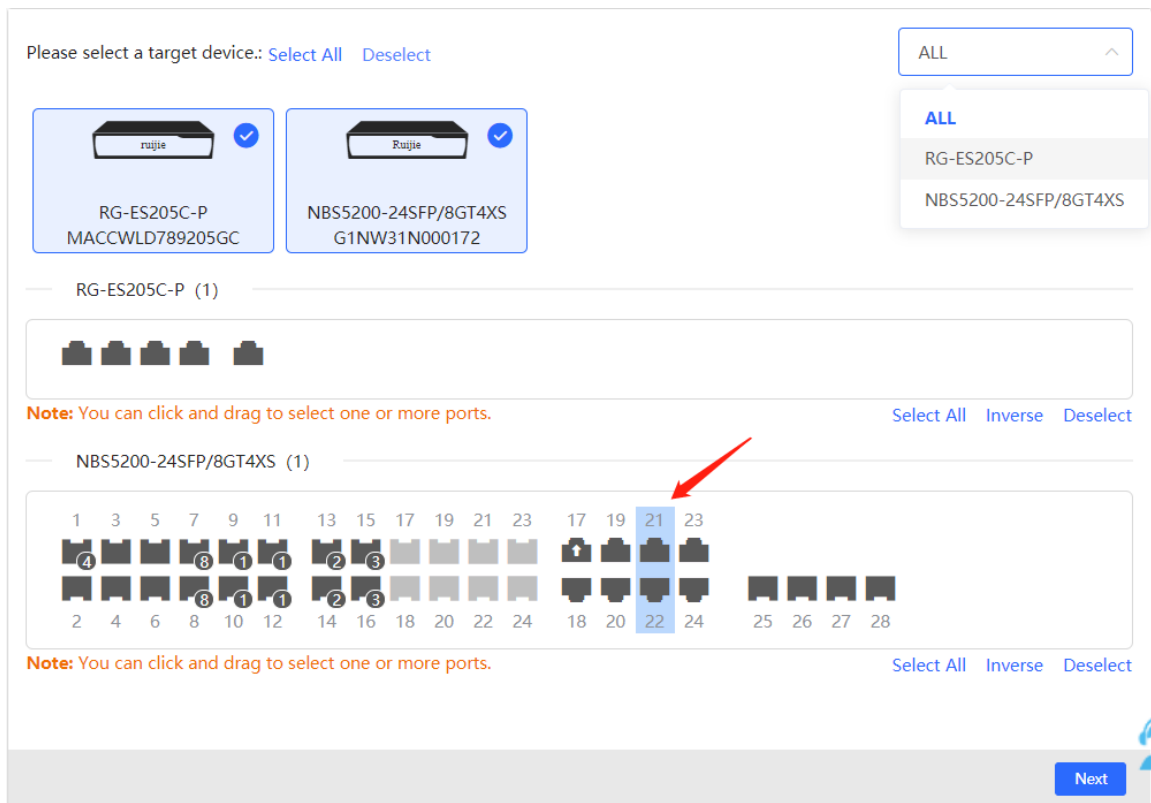 Please select a target device.: Select All Deselect
ALL
ALL
RG-ES205C-P
NBS5200-24SFP/8GT4XS
ruijie
Ruijie
RG-ES205C-P
MACCWLD789205GC
NBS5200-24SFP/8GT4XS
G1NW31N000172
RG-ES205C-P (1)
Note: You can click and drag to select one or more ports.
Select All Inverse Deselect
NBS5200-24SFP/8GT4XS (1)
1 3 5 7 9 11 13 15 17 19 21 23 17 19 21 23
4 8 1 1 2 3
8 1 1 2 3
2 4 6 8 10 12 14 16 18 20 22 24 18 20 22 24 25 26 27 28
Note: You can click and drag to select one or more ports.
Select All Inverse Deselect
Next